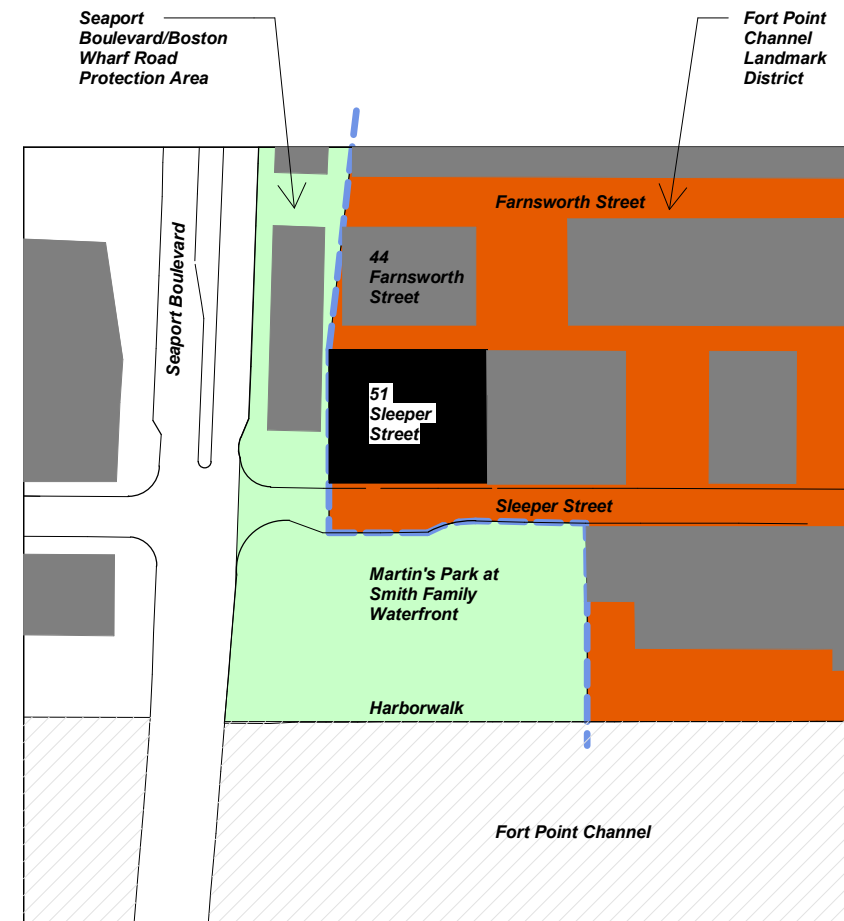 Seaport
Boulevard/Boston
Wharf Road
Protection Area
Fort Point
Channel
Landmark
District
Farnsworth Street
Seaport Boulevard
44
Farnsworth
Street
51
Sleeper
Street
Sleeper Street
Martin's Park at
Smith Family
Waterfront
Harborwalk
Fort Point Channel